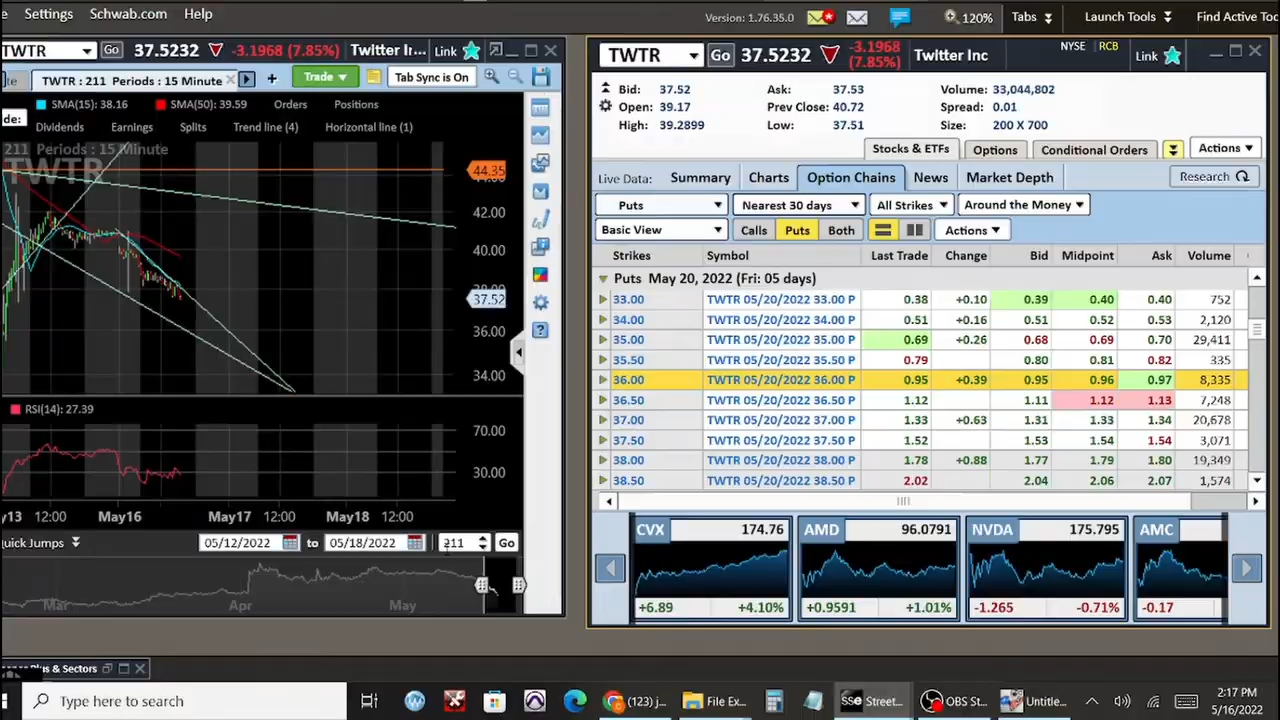 Settings Schwab.com Help Version: 1.76.35.0 120% Tabs Launch Tools Find Active Too
TWTR Go 37.5232 -3.1968 (7.85%) Twitter In... Link
TWTR : 211 Periods : 15 Minute + Trade Tab Sync is On
SMA(15): 38.16 SMA(50): 39.59 Orders Positions
de: Dividends Earnings Splits Trend line (4) Horizontal line (1)
211 Periods : 15 Minute
TWTR
44.35
42.00
40.00
37.52
36.00
34.00
RSI(14): 27.39
70.00
30.00
y13 12:00 May16 May17 12:00 May18 12:00
uick Jumps 05/12/2022 to 05/18/2022 211 Go
Mar Apr May
TWTR Go 37.5232 -3.1968 (7.85%) Twitter Inc NYSE RCB Link
Bid: 37.52 Ask: 37.53 Volume: 33,044,802
Open: 39.17 Prev Close: 40.72 Spread: 0.01
High: 39.2899 Low: 37.51 Size: 200 X 700
Stocks & ETFs Options Conditional Orders Actions
Live Data: Summary Charts Option Chains News Market Depth Research
Puts Nearest 30 days All Strikes Around the Money
Basic View Calls Puts Both Actions
Strikes Symbol Last Trade Change Bid Midpoint Ask Volume
Puts May 20, 2022 (Fri: 05 days)
33.00 TWTR 05/20/2022 33.00 P 0.38 +0.10 0.39 0.40 0.40 752
34.00 TWTR 05/20/2022 34.00 P 0.51 +0.16 0.51 0.52 0.53 2,120
35.00 TWTR 05/20/2022 35.00 P 0.69 +0.26 0.68 0.69 0.70 29,411
35.50 TWTR 05/20/2022 35.50 P 0.79 0.80 0.81 0.82 335
36.00 TWTR 05/20/2022 36.00 P 0.95 +0.39 0.95 0.96 0.97 8,335
36.50 TWTR 05/20/2022 36.50 P 1.12 1.11 1.12 1.13 7,248
37.00 TWTR 05/20/2022 37.00 P 1.33 +0.63 1.31 1.33 1.34 20,678
37.50 TWTR 05/20/2022 37.50 P 1.52 1.53 1.54 1.54 3,071
38.00 TWTR 05/20/2022 38.00 P 1.78 +0.88 1.77 1.79 1.80 19,349
38.50 TWTR 05/20/2022 38.50 P 2.02 2.04 2.06 2.07 1,574
CVX 174.76 AMD 96.0791 NVDA 175.795 AMC
+6.89 +4.10% +0.9591 +1.01% -1.265 -0.71% -0.17
Plus & Sectors
Type here to search (123) j... File Ex... Street... OBS St... Untitle... 2:17 PM
5/16/2022